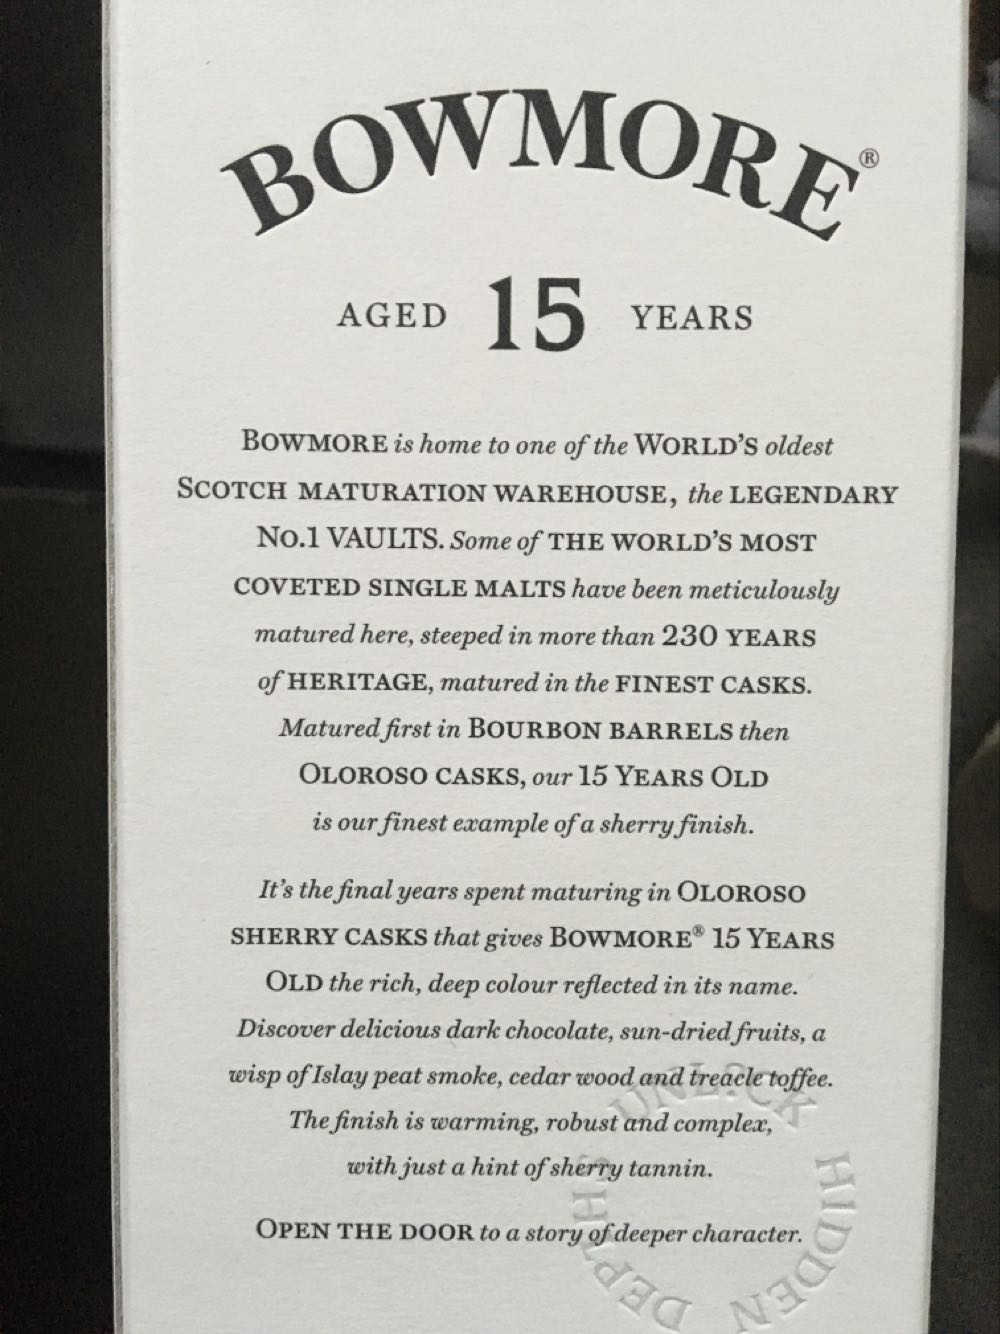 BOWMORE®
AGED 15 YEARS
BOWMORE is home to one of the WORLD'S oldest
SCOTCH MATURATION WAREHOUSE, the LEGENDARY
No.1 VAULTS. Some of THE WORLD'S MOST
COVETED SINGLE MALTS have been meticulously
matured here, steeped in more than 230 YEARS
of HERITAGE, matured in the FINEST CASKS.
Matured first in BOURBON BARRELS then
OLOROSO CASKS, our 15 YEARS OLD
is our finest example of a sherry finish.
It's the final years spent maturing in OLOROSO
SHERRY CASKS that gives BOWMORE® 15 YEARS
OLD the rich, deep colour reflected in its name.
Discover delicious dark chocolate, sun-dried fruits, a
wisp of Islay peat smoke, cedar wood and treacle toffee.
The finish is warming, robust and complex,
with just a hint of sherry tannin.
OPEN THE DOOR to a story of deeper character.
UNLOCK HIDDEN DEPTHS